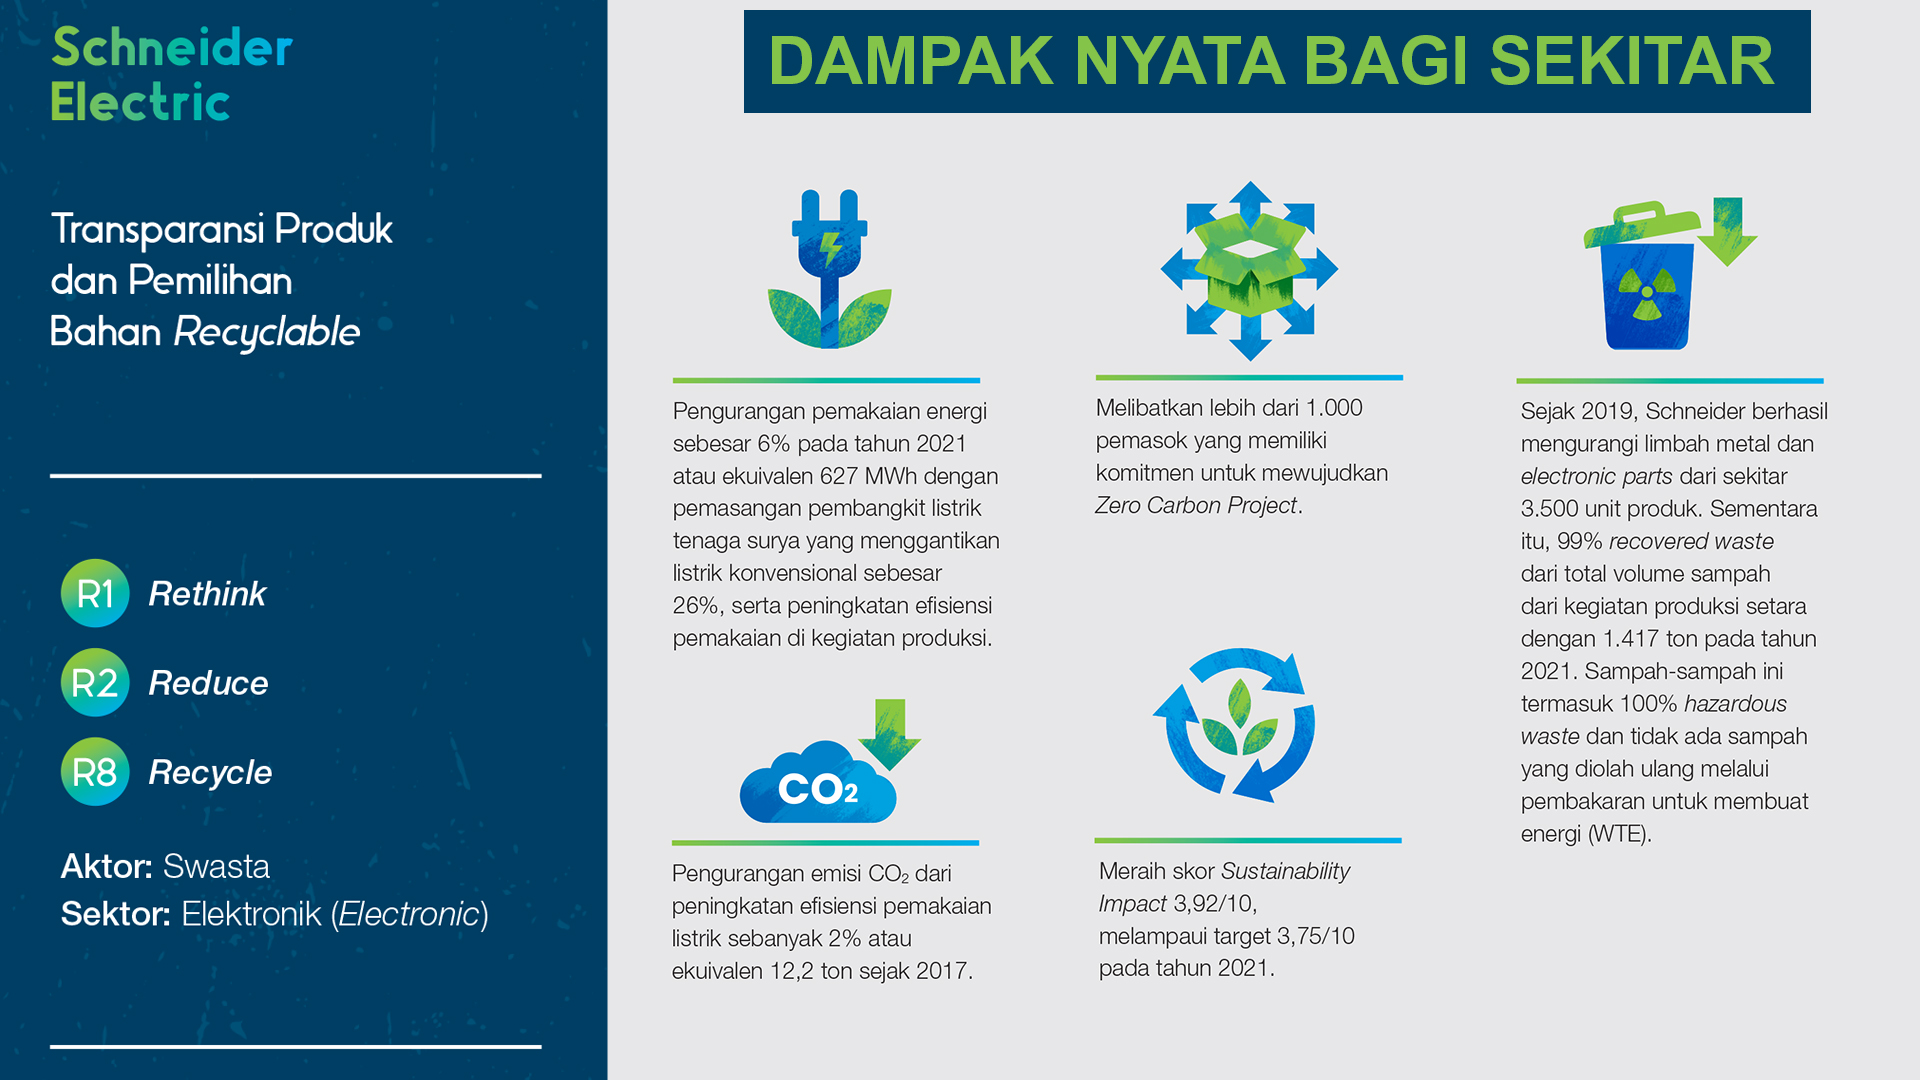 Schneider
Electric
Transparansi Produk
dan Pemilihan
Bahan Recyclable
R1 Rethink
R2 Reduce
R8 Recycle
Aktor: Swasta
Sektor: Elektronik (Electronic)
DAMPAK NYATA BAGI SEKITAR
Pengurangan pemakaian energi
sebesar 6% pada tahun 2021
atau ekuivalen 627 MWh dengan
pemasangan pembangkit listrik
tenaga surya yang menggantikan
listrik konvensional sebesar
26%, serta peningkatan efisiensi
pemakaian di kegiatan produksi.
CO₂
Pengurangan emisi CO₂ dari
peningkatan efisiensi pemakaian
listrik sebanyak 2% atau
ekuivalen 12,2 ton sejak 2017.
Melibatkan lebih dari 1.000
pemasok yang memiliki
komitmen untuk mewujudkan
Zero Carbon Project.
Meraih skor Sustainability
Impact 3,92/10,
melampaui target 3,75/10
pada tahun 2021.
Sejak 2019, Schneider berhasil
mengurangi limbah metal dan
electronic parts dari sekitar
3.500 unit produk. Sementara
itu, 99% recovered waste
dari total volume sampah
dari kegiatan produksi setara
dengan 1.417 ton pada tahun
2021. Sampah-sampah ini
termasuk 100% hazardous
waste dan tidak ada sampah
yang diolah ulang melalui
pembakaran untuk membuat
energi (WTE).